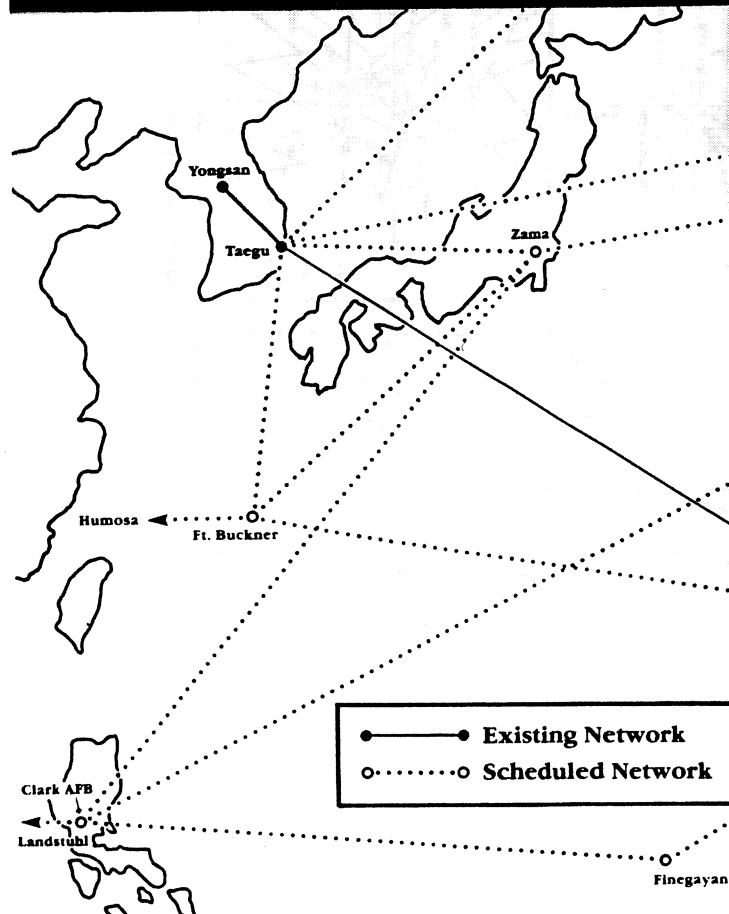 Yongsan
Taegu
Zama
Humosa
Ft. Buckner
Existing Network
Scheduled Network
Clark AFB
Landstuhl
Finegayan